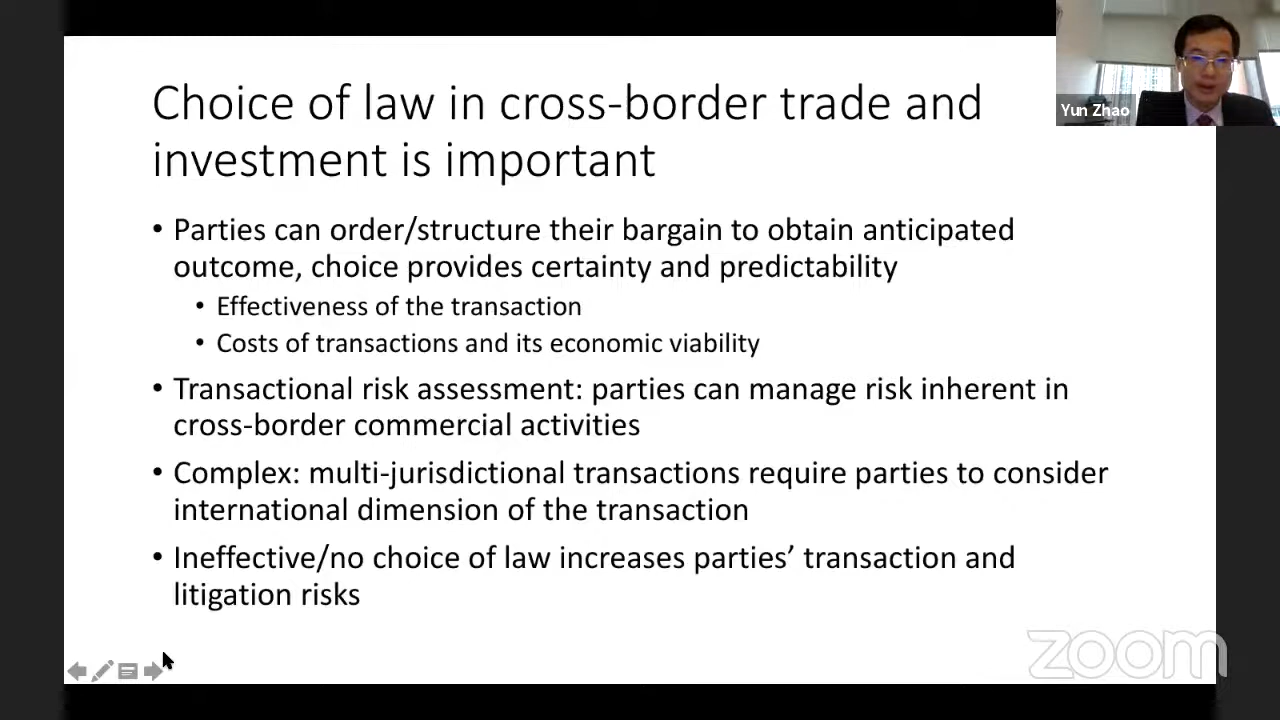 Choice of law in cross-border trade and
investment is important
Yun Zhao
• Parties can order/structure their bargain to obtain anticipated
outcome, choice provides certainty and predictability
• Effectiveness of the transaction
• Costs of transactions and its economic viability
• Transactional risk assessment: parties can manage risk inherent in
cross-border commercial activities
• Complex: multi-jurisdictional transactions require parties to consider
international dimension of the transaction
• Ineffective/no choice of law increases parties’ transaction and
litigation risks
zoom